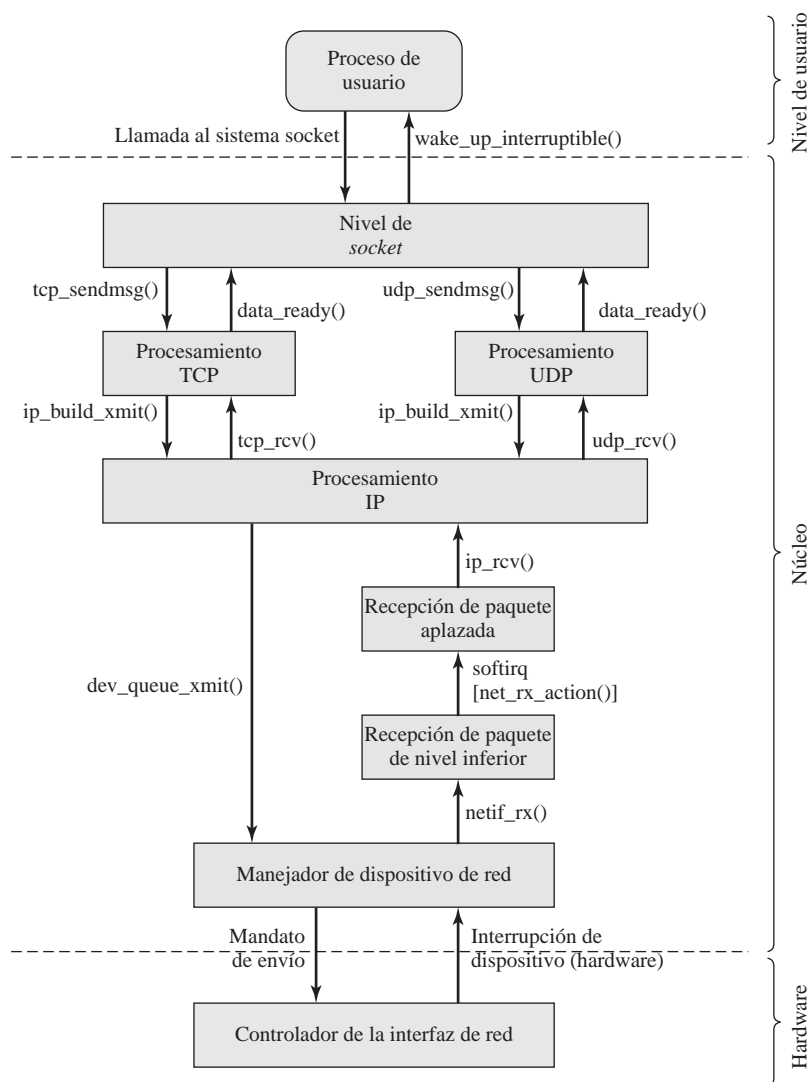 Proceso de
usuario
Nivel de usuario
Llamada al sistema socket
wake_up_interruptible()
Nivel de
socket
tcp_sendmsg()
data_ready()
udp_sendmsg()
data_ready()
Procesamiento
TCP
Procesamiento
UDP
ip_build_xmit()
tcp_rcv()
ip_build_xmit()
udp_rcv()
Procesamiento
IP
Núcleo
ip_rcv()
Recepción de paquete
aplazada
dev_queue_xmit()
softirq
[net_rx_action()]
Recepción de paquete
de nivel inferior
netif_rx()
Manejador de dispositivo de red
Mandato
de envío
Interrupción de
dispositivo (hardware)
Controlador de la interfaz de red
Hardware